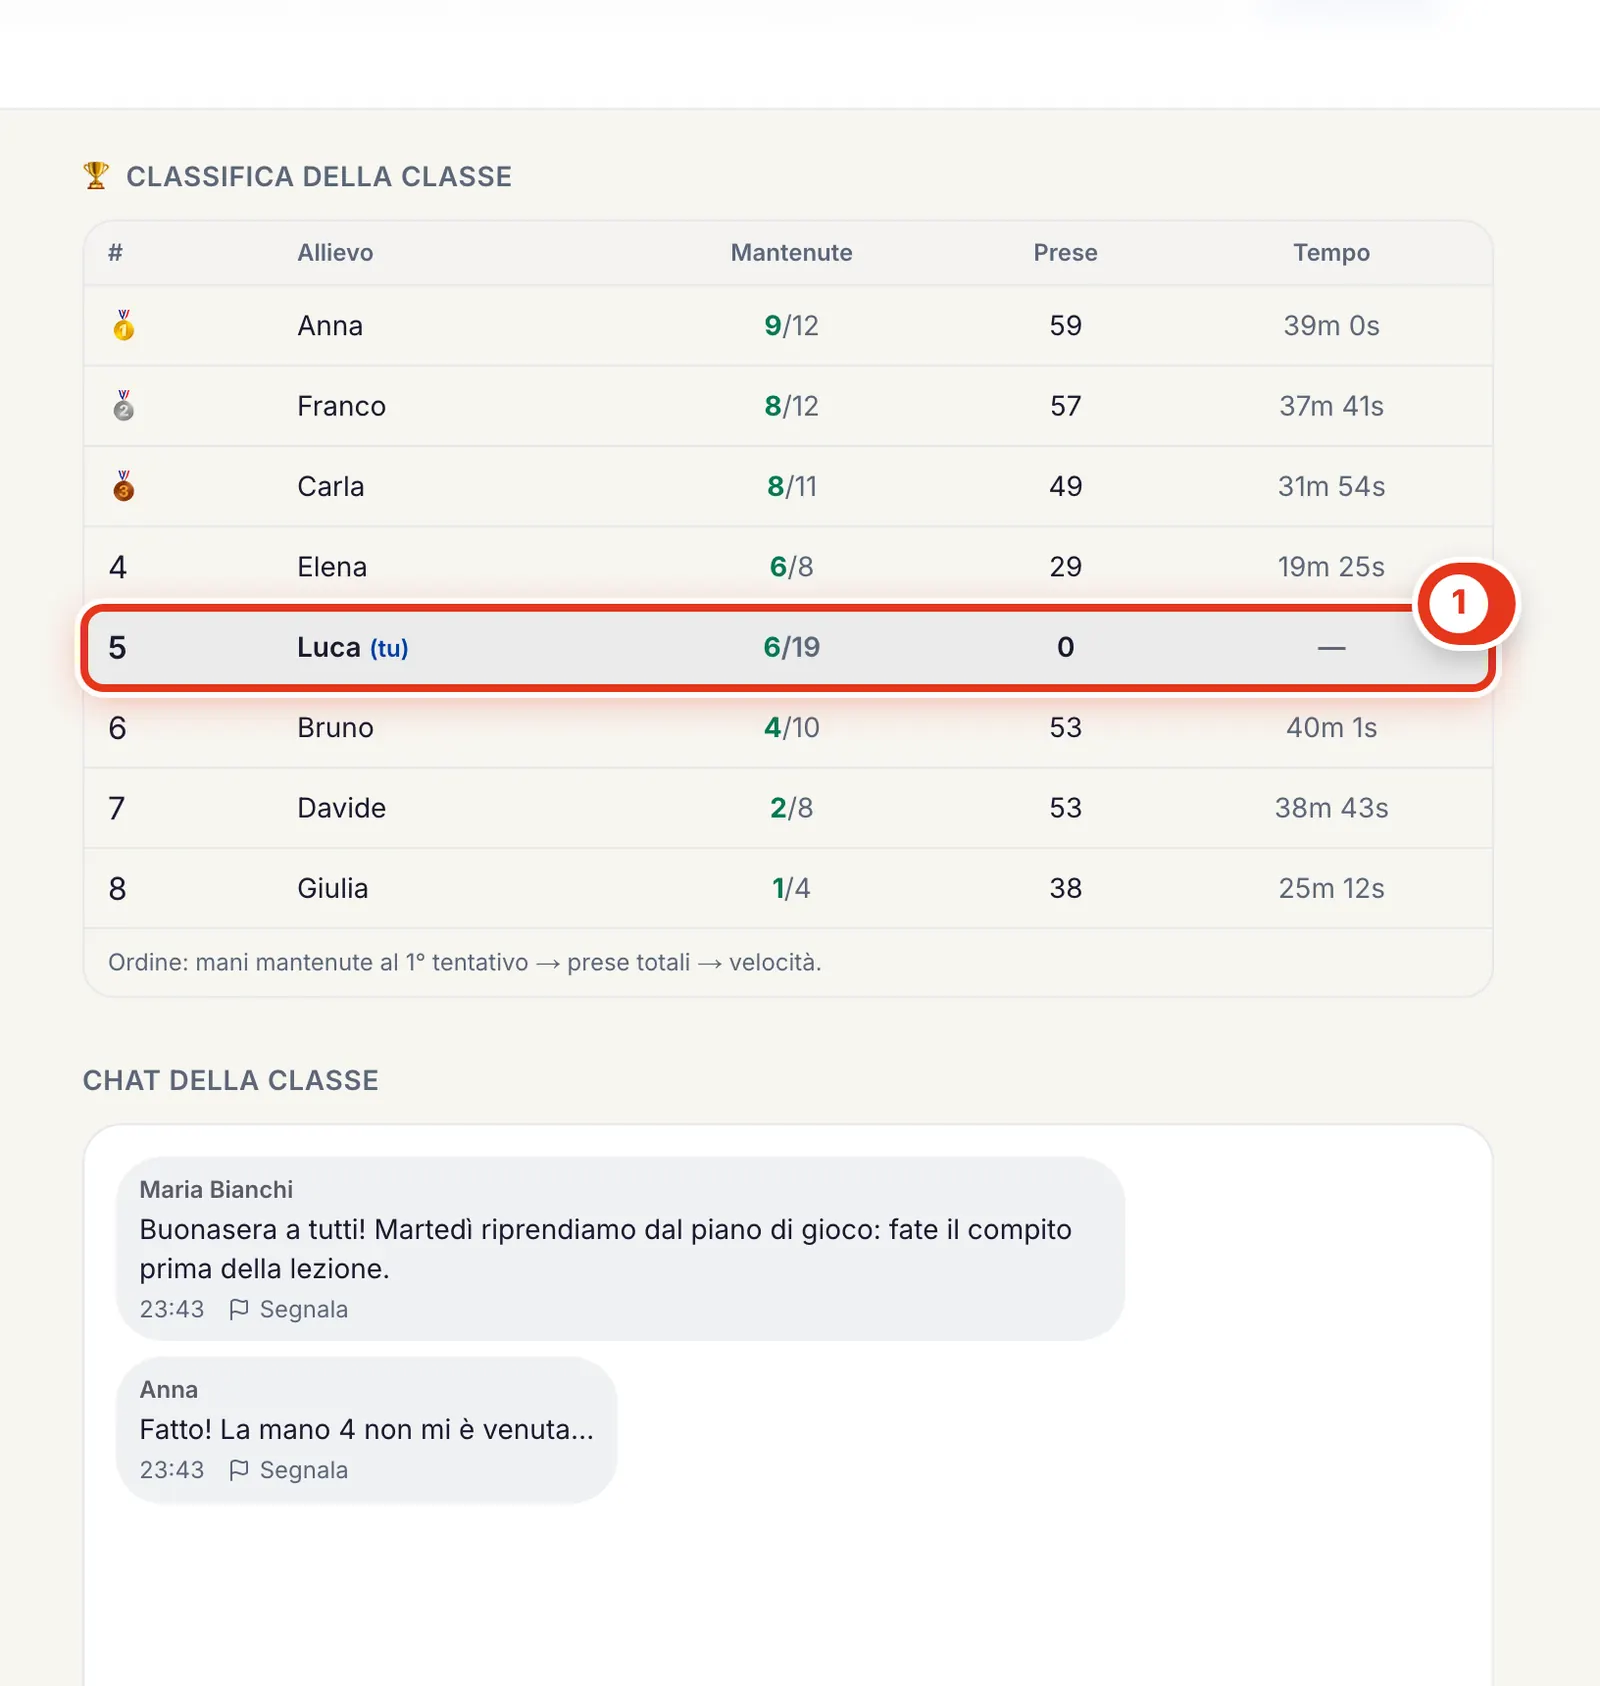 🏆 CLASSIFICA DELLA CLASSE
# Allievo Mantenute Prese Tempo
🥇 Anna 9/12 59 39m 0s
🥈 Franco 8/12 57 37m 41s
🥉 Carla 8/11 49 31m 54s
4 Elena 6/8 29 19m 25s
1
5 Luca (tu) 6/19 0 —
6 Bruno 4/10 53 40m 1s
7 Davide 2/8 53 38m 43s
8 Giulia 1/4 38 25m 12s
Ordine: mani mantenute al 1° tentativo → prese totali → velocità.
CHAT DELLA CLASSE
Maria Bianchi
Buonasera a tutti! Martedì riprendiamo dal piano di gioco: fate il compito
prima della lezione.
23:43 Segnala
Anna
Fatto! La mano 4 non mi è venuta...
23:43 Segnala